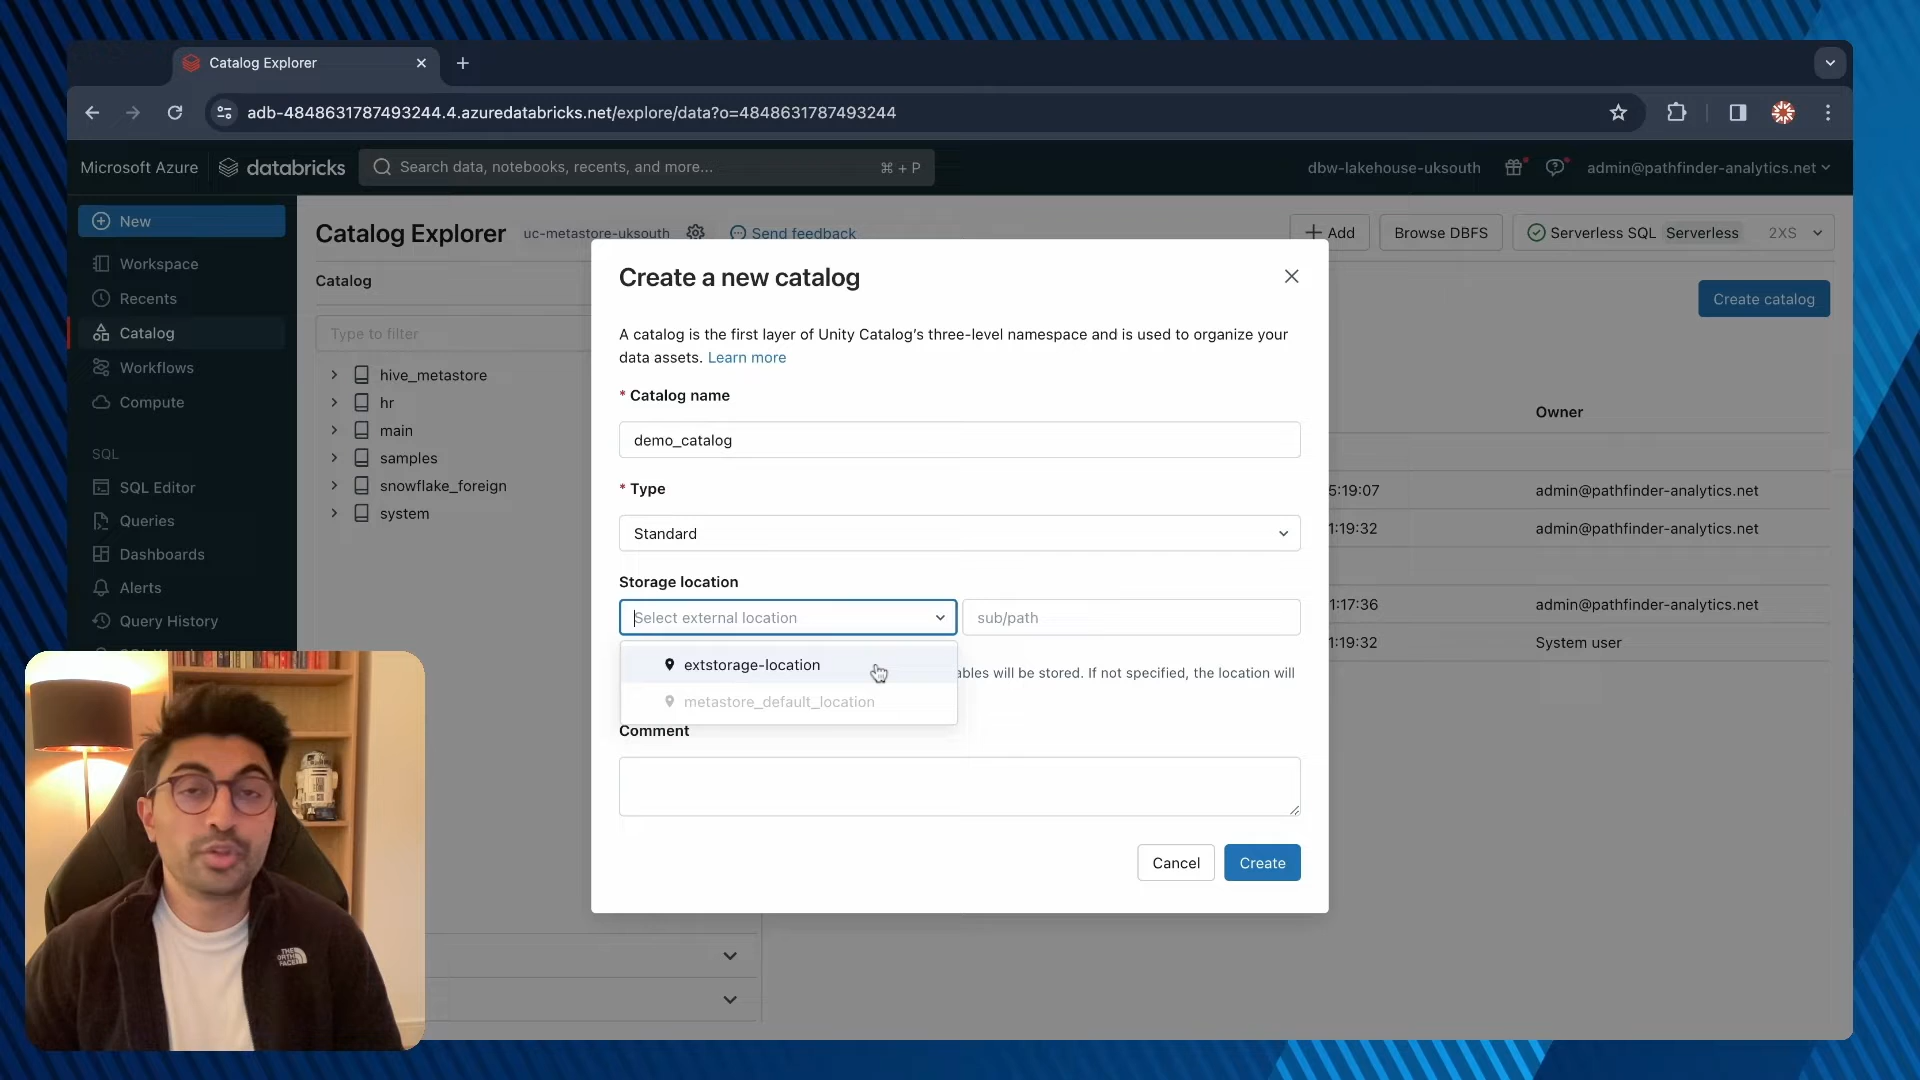 Catalog Explorer
adb-4848631787493244.4.azuredatabricks.net/explore/data?o=4848631787493244
Microsoft Azure
databricks
Search data, notebooks, recents, and more...
⌘ + P
dbw-lakehouse-uksouth
admin@pathfinder-analytics.net
New
Workspace
Recents
Catalog
Workflows
Compute
SQL
SQL Editor
Queries
Dashboards
Alerts
Query History
Catalog Explorer
uc-metastore-uksouth
Send feedback
Add
Browse DBFS
Serverless SQL Serverless 2XS
Catalog
Create catalog
Type to filter
hive_metastore
hr
main
samples
snowflake_foreign
system
Create a new catalog
A catalog is the first layer of Unity Catalog's three-level namespace and is used to organize your
data assets. Learn more
* Catalog name
demo_catalog
* Type
Standard
Storage location
Select external location
sub/path
extstorage-location
metastore_default_location
ables will be stored. If not specified, the location will
Comment
Cancel
Create
Owner
5:19:07 admin@pathfinder-analytics.net
1:19:32 admin@pathfinder-analytics.net
1:17:36 admin@pathfinder-analytics.net
1:19:32 System user
THE
NORTH
FACE